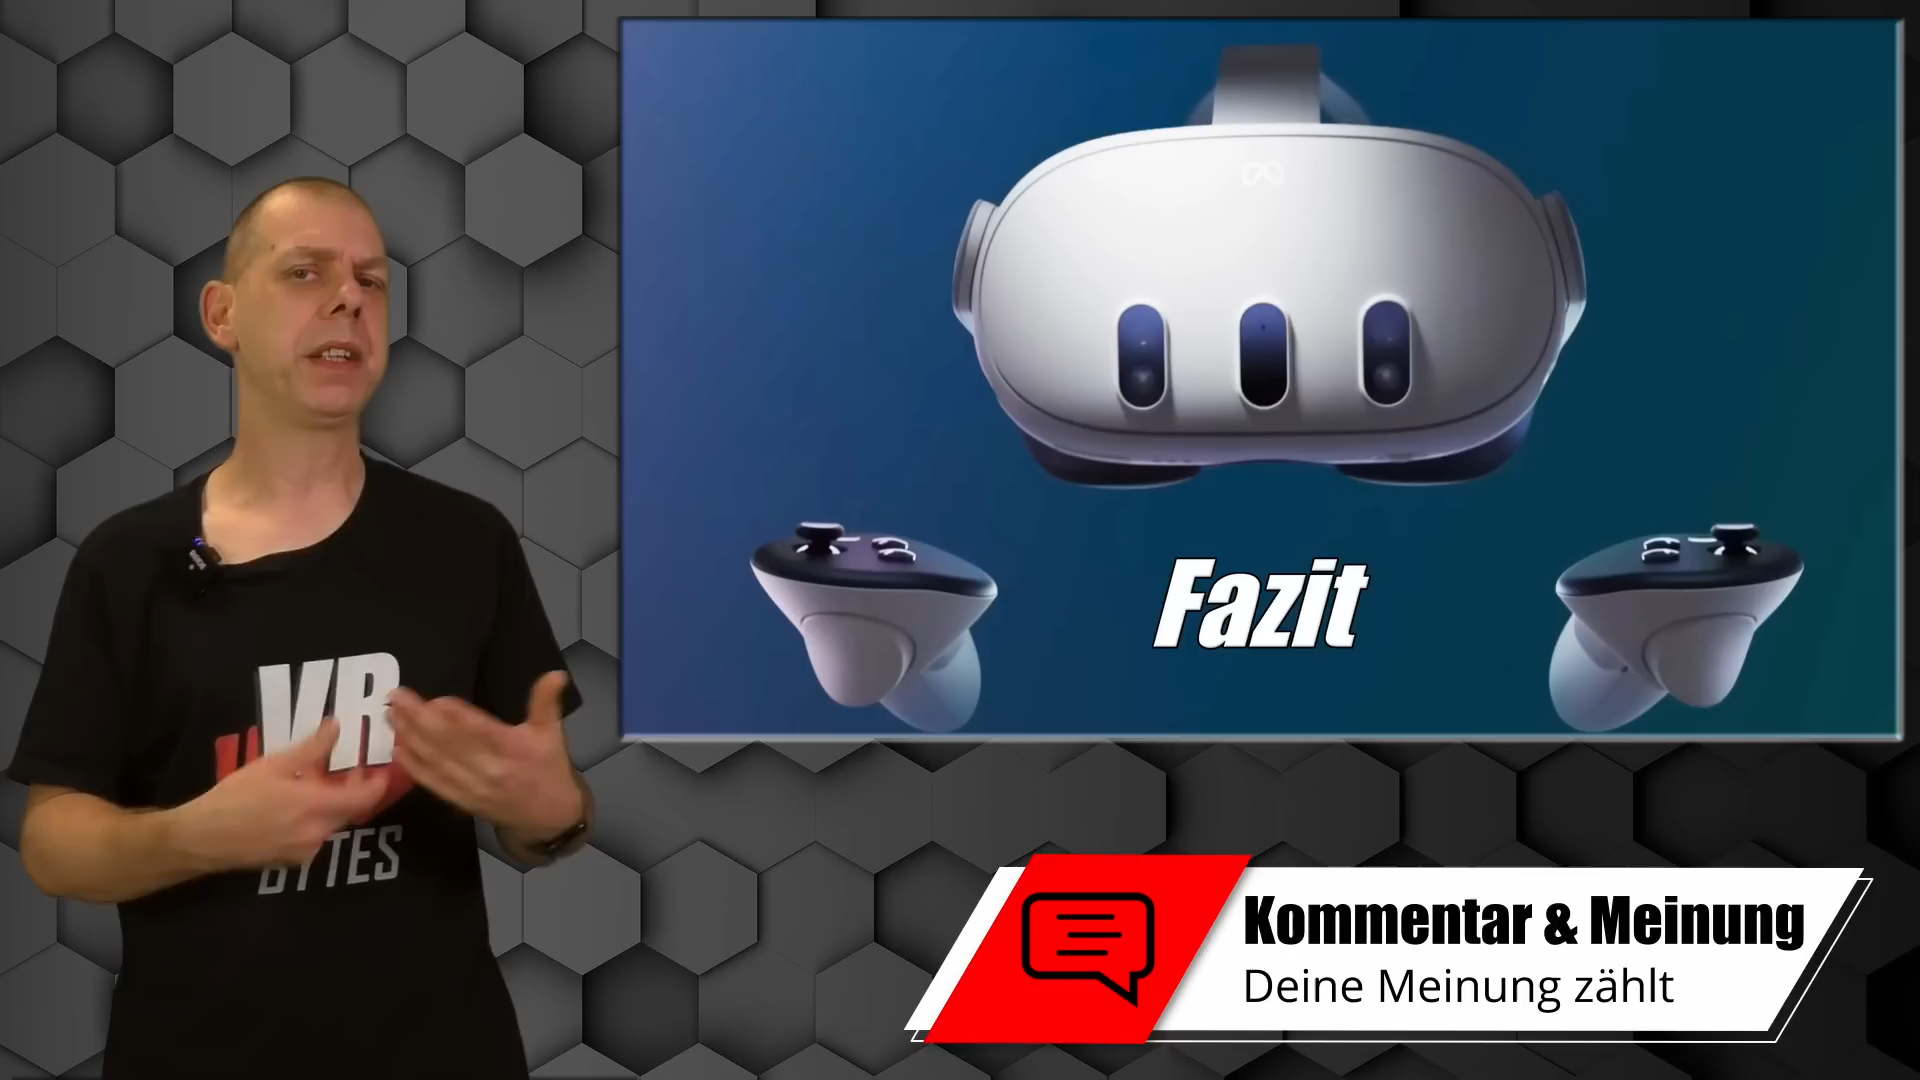 Fazit
VR
BYTES
Kommentar & Meinung
Deine Meinung zählt